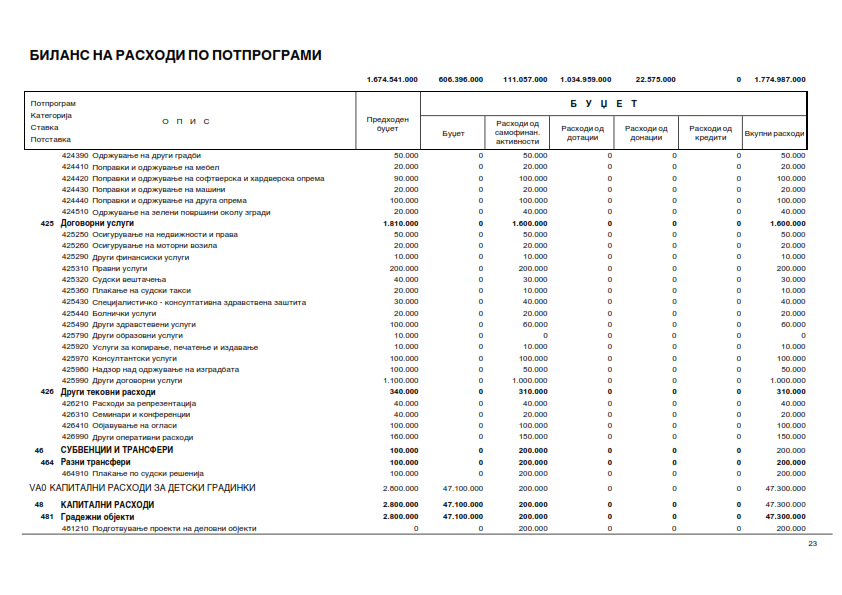 БИЛАНС НА РАСХОДИ ПО ПОТПРОГРАМИ
1.674.541.000 606.396.000 111.057.000 1.034.959.000 22.575.000 0 1.774.987.000
Потпрограм
Категорија
Ставка
Потставка
О П И С
Предходен буџет
Б У Џ Е Т
Буџет
Расходи од самофинан. активности
Расходи од дотации
Расходи од донации
Расходи од кредити
Вкупни расходи
424390 Одржување на други градби 50.000 0 50.000 0 0 0 50.000
424410 Поправки и одржување на мебел 20.000 0 20.000 0 0 0 20.000
424420 Поправки и одржување на софтверска и хардверска опрема 90.000 0 100.000 0 0 0 100.000
424430 Поправки и одржување на машини 20.000 0 20.000 0 0 0 20.000
424440 Поправки и одржување на друга опрема 100.000 0 100.000 0 0 0 100.000
424510 Одржување на зелени површини околу згради 20.000 0 40.000 0 0 0 40.000
425 Договорни услуги 1.810.000 0 1.600.000 0 0 0 1.600.000
425250 Осигурување на недвижности и права 50.000 0 50.000 0 0 0 50.000
425260 Осигурување на моторни возила 20.000 0 20.000 0 0 0 20.000
425290 Други финансиски услуги 10.000 0 10.000 0 0 0 10.000
425310 Правни услуги 200.000 0 200.000 0 0 0 200.000
425320 Судски вештачења 40.000 0 30.000 0 0 0 30.000
425360 Плаќање на судски такси 20.000 0 10.000 0 0 0 10.000
425430 Специјалистичко - консултативна здравствена заштита 30.000 0 40.000 0 0 0 40.000
425440 Болнички услуги 20.000 0 20.000 0 0 0 20.000
425490 Други здравстевени услуги 100.000 0 60.000 0 0 0 60.000
425790 Други образовни услуги 10.000 0 0 0 0 0 0
425920 Услуги за копирање, печатење и издавање 10.000 0 10.000 0 0 0 10.000
425970 Консултантски услуги 100.000 0 100.000 0 0 0 100.000
425980 Надзор над одржување на изградбата 100.000 0 50.000 0 0 0 50.000
425990 Други договорни услуги 1.100.000 0 1.000.000 0 0 0 1.000.000
426 Други тековни расходи 340.000 0 310.000 0 0 0 310.000
426210 Расходи за репрезентација 40.000 0 40.000 0 0 0 40.000
426310 Семинари и конференции 40.000 0 20.000 0 0 0 20.000
426410 Објавување на огласи 100.000 0 100.000 0 0 0 100.000
426990 Други оперативни расходи 160.000 0 150.000 0 0 0 150.000
46 СУБВЕНЦИИ И ТРАНСФЕРИ 100.000 0 200.000 0 0 0 200.000
464 Разни трансфери 100.000 0 200.000 0 0 0 200.000
464910 Плаќање по судски решенија 100.000 0 200.000 0 0 0 200.000
VA0 КАПИТАЛНИ РАСХОДИ ЗА ДЕТСКИ ГРАДИНКИ 2.800.000 47.100.000 200.000 0 0 0 47.300.000
48 КАПИТАЛНИ РАСХОДИ 2.800.000 47.100.000 200.000 0 0 0 47.300.000
481 Градежни објекти 2.800.000 47.100.000 200.000 0 0 0 47.300.000
481210 Подготвување проекти на деловни објекти 0 0 200.000 0 0 0 200.000
23